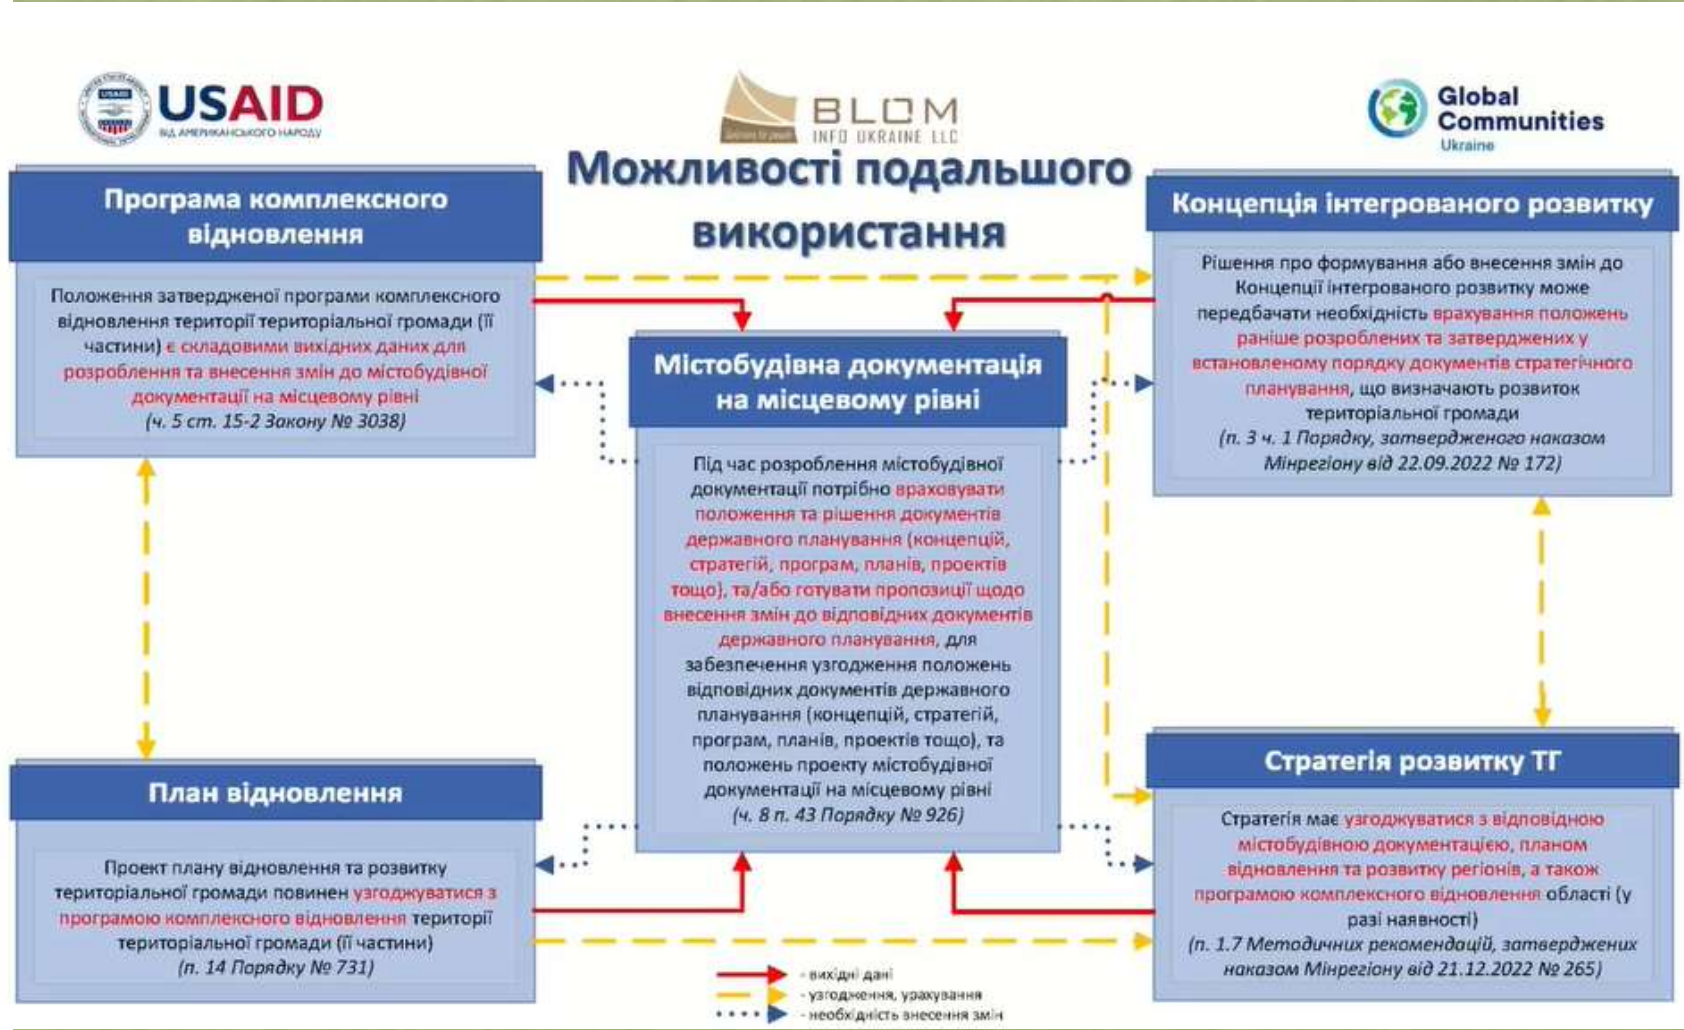 USAID
ВІД АМЕРИКАНСЬКОГО НАРОДУ
BLOM
INFO UKRAINE LLC
Global
Communities
Ukraine
Можливості подальшого
використання
Програма комплексного
відновлення
Положення затвердженої програми комплексного
відновлення території територіальної громади (її
частини) є складовими вихідних даних для
розроблення та внесення змін до містобудівної
документації на місцевому рівні
(ч. 5 ст. 15-2 Закону № 3038)
Концепція інтегрованого розвитку
Рішення про формування або внесення змін до
Концепції інтегрованого розвитку може
передбачати необхідність врахування положень
раніше розроблених та затверджених у
встановленому порядку документів стратегічного
планування, що визначають розвиток
територіальної громади
(п. 3 ч. 1 Порядку, затвердженого наказом
Мінрегіону від 22.09.2022 № 172)
Містобудівна документація
на місцевому рівні
Під час розроблення містобудівної
документації потрібно враховувати
положення та рішення документів
державного планування (концепцій,
стратегій, програм, планів, проектів
тощо), та/або готувати пропозиції щодо
внесення змін до відповідних документів
державного планування, для
забезпечення узгодження положень
відповідних документів державного
планування (концепцій, стратегій,
програм, планів, проектів тощо), та
положень проекту містобудівної
документації на місцевому рівні
(ч. 8 п. 43 Порядку № 926)
План відновлення
Проект плану відновлення та розвитку
територіальної громади повинен узгоджуватися з
програмою комплексного відновлення території
територіальної громади (її частини)
(п. 14 Порядку № 731)
Стратегія розвитку ТГ
Стратегія має узгоджуватися з відповідною
містобудівною документацією, планом
відновлення та розвитку регіонів, а також
програмою комплексного відновлення області (у
разі наявності)
(п. 1.7 Методичних рекомендацій, затверджених
наказом Мінрегіону від 21.12.2022 № 265)
- вихідні дані
- узгодження, урахування
- необхідність внесення змін